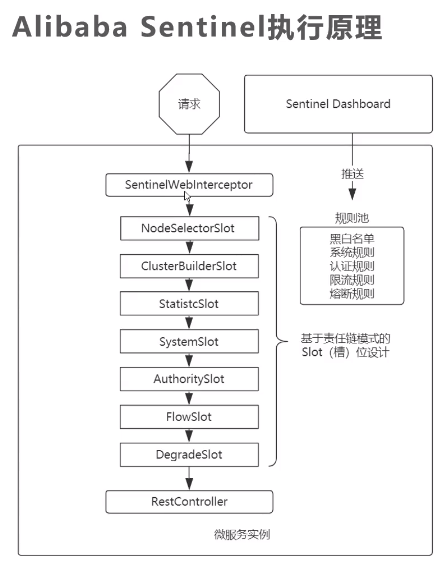 Alibaba Sentinel执行原理
请求
Sentinel Dashboard
推送
SentinelWebInterceptor
规则池
NodeSelectorSlot
黑白名单
系统规则
认证规则
限流规则
熔断规则
ClusterBuilderSlot
StatistcSlot
SystemSlot
基于责任链模式的
Slot（槽）位设计
AuthoritySlot
FlowSlot
DegradeSlot
RestController
微服务实例